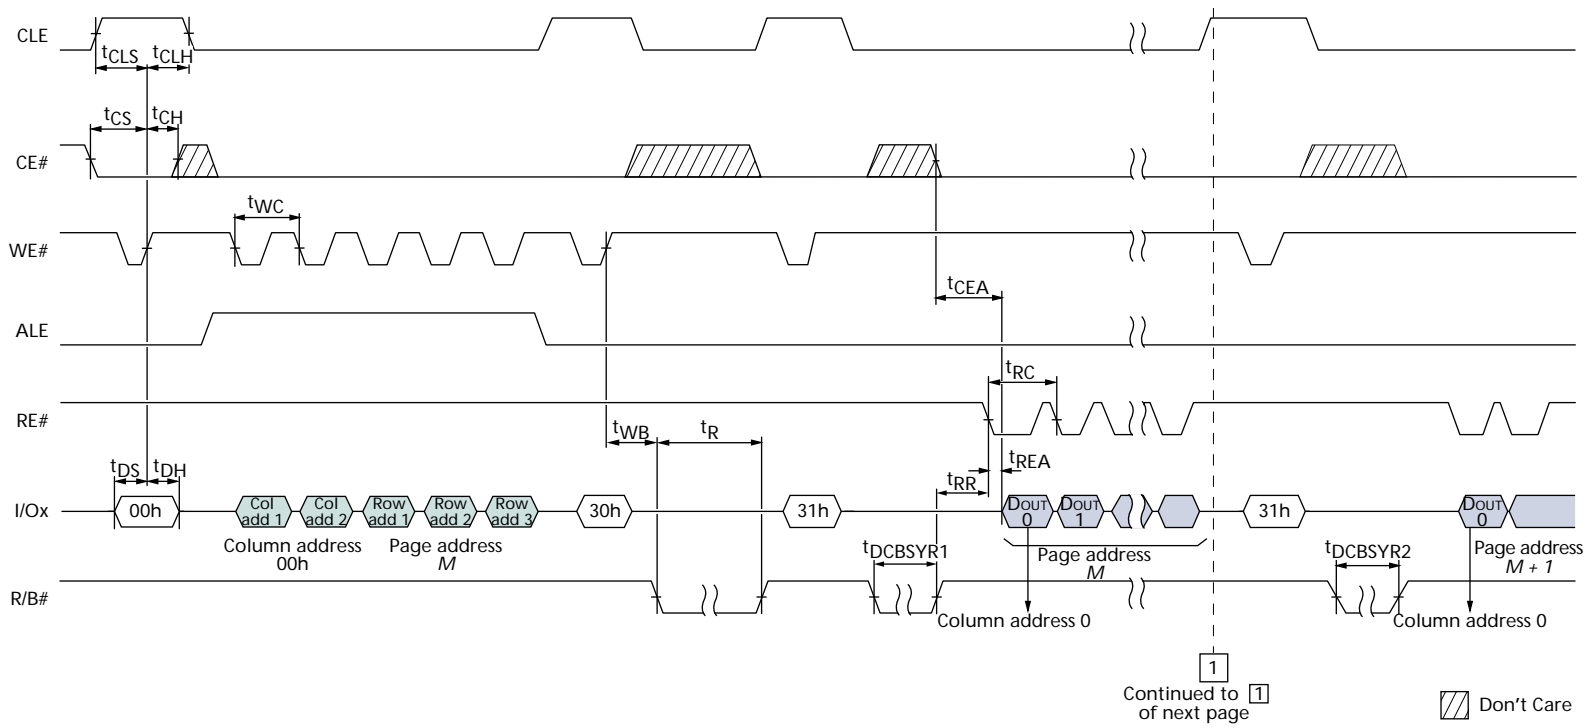 CLE
tCLS tCLH
tCS tCH
CE#
tWC
WE#
tCEA
ALE
tRC
RE#
tWB tR
tREA
tDS tDH
tRR
I/Ox
00h
Col add 1
Col add 2
Row add 1
Row add 2
Row add 3
30h
31h
DOUT 0
DOUT 1
31h
DOUT 0
Column address
00h
Page address
M
tDCBSYR1
Page address
M
tDCBSYR2
Page address
M + 1
R/B#
Column address 0
Column address 0
1
Continued to 1
of next page
Don't Care